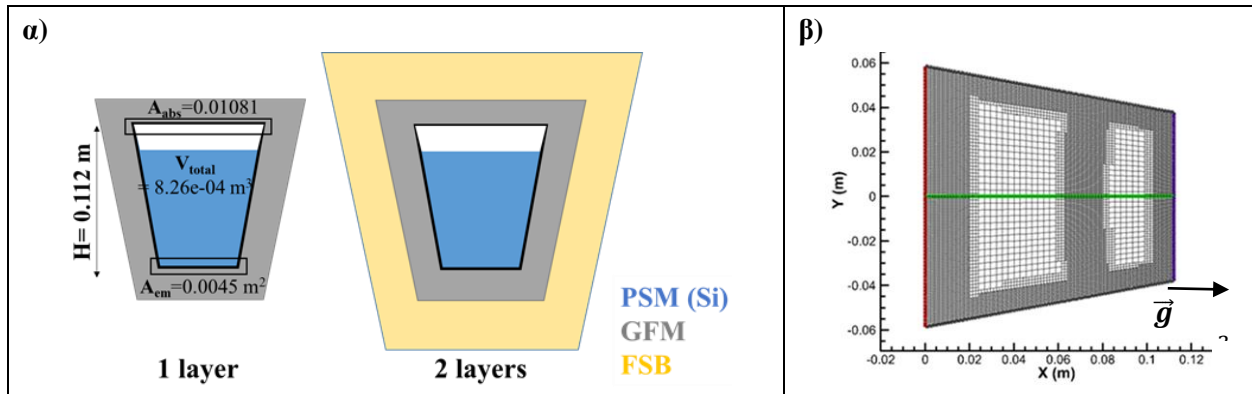 α)
A_abs=0.01081
V_total
= 8.26e-04 m³
H= 0.112 m
A_em=0.0045 m²
1 layer
2 layers
PSM (Si)
GFM
FSB
β)
0.06
0.04
0.02
0
-0.02
-0.04
-0.06
Y (m)
-0.02 0 0.02 0.04 0.06 0.08 0.1 0.12
X (m)
g⃗